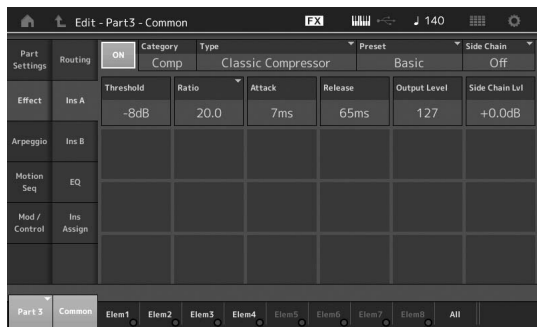 Edit - Part3 - Common FX ♩ 140
Part Settings Routing ON Category Comp Type Classic Compressor Preset Basic Side Chain Off
Effect Ins A Threshold -8dB Ratio 20.0 Attack 7ms Release 65ms Output Level 127 Side Chain Lvl +0.0dB
Arpeggio Ins B
Motion Seq EQ
Mod / Control Ins Assign
Part 3 Common Elem1 Elem2 Elem3 Elem4 Elem5 Elem6 Elem7 Elem8 All